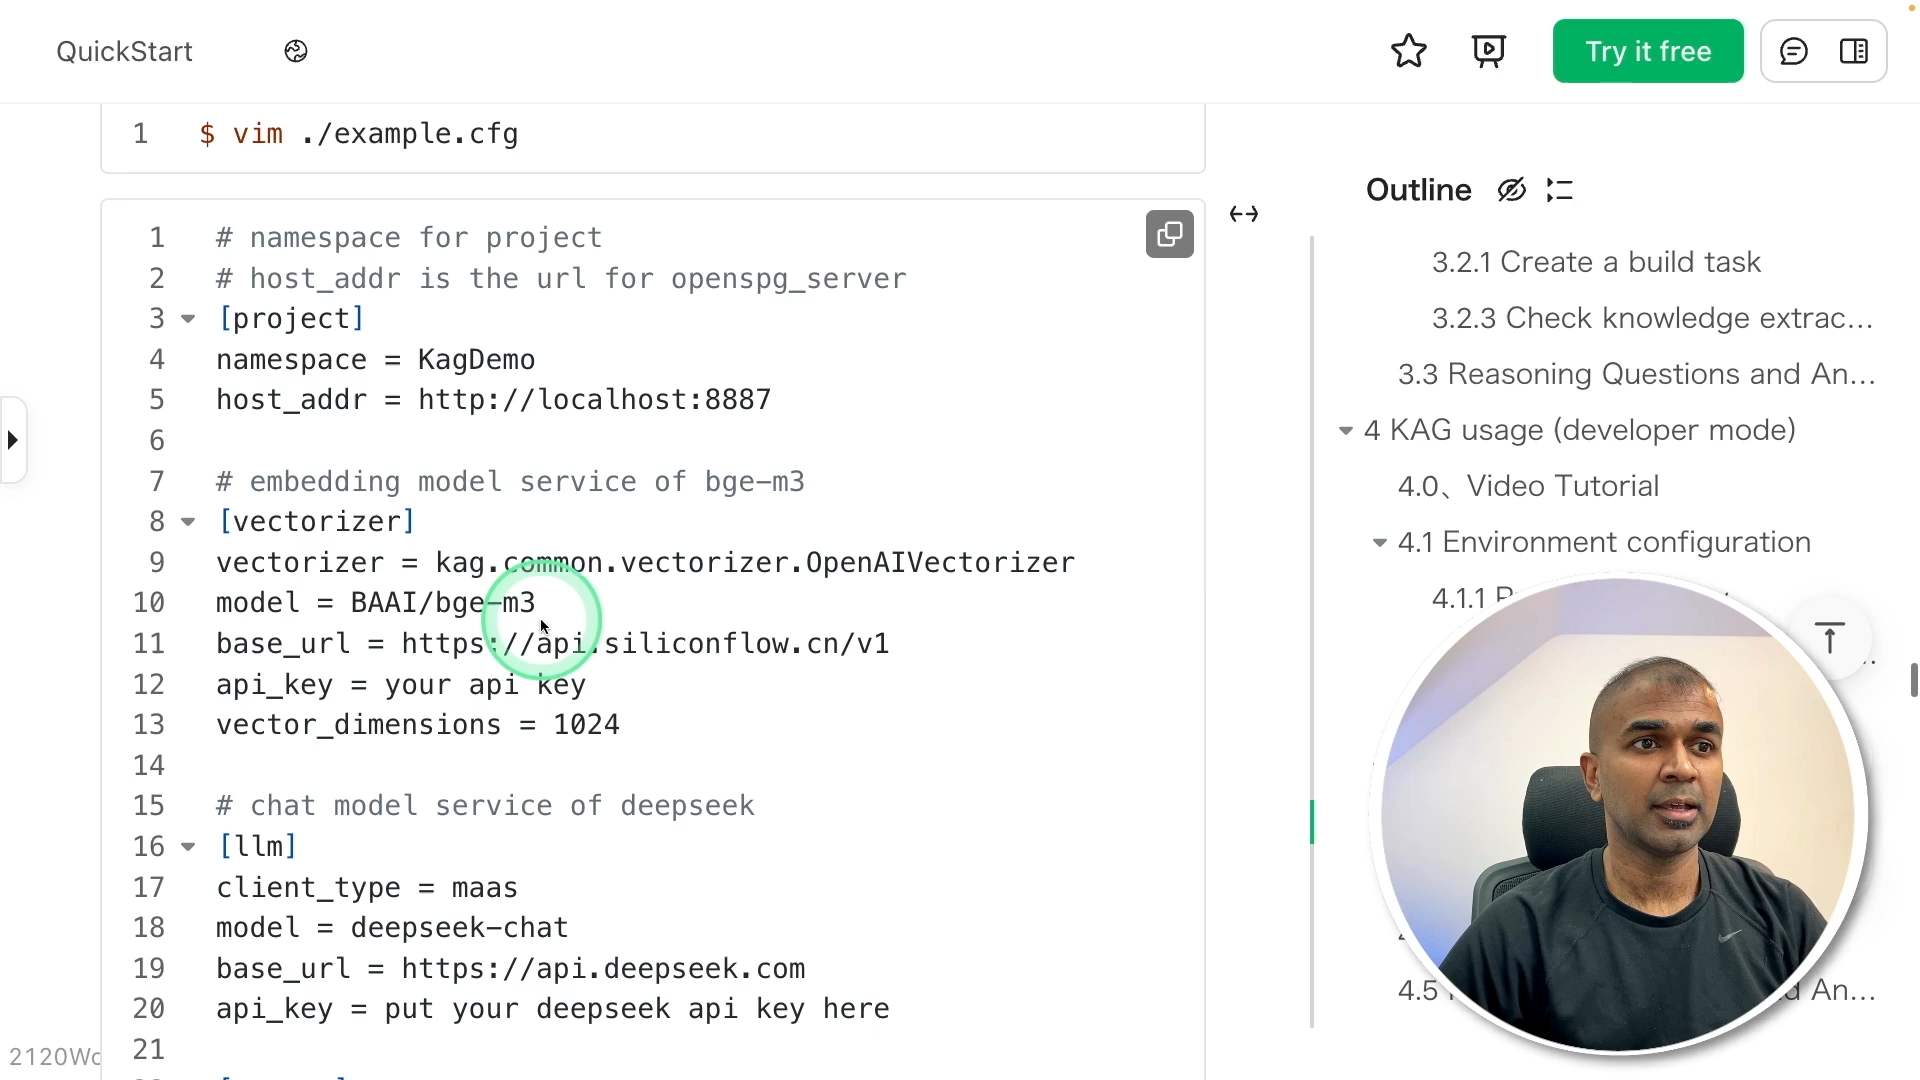 QuickStart
Try it free
1 $ vim ./example.cfg
1 # namespace for project
2 # host_addr is the url for openspg_server
3 [project]
4 namespace = KagDemo
5 host_addr = http://localhost:8887
6
7 # embedding model service of bge-m3
8 [vectorizer]
9 vectorizer = kag.common.vectorizer.OpenAIVectorizer
10 model = BAAI/bge-m3
11 base_url = https://api.siliconflow.cn/v1
12 api_key = your api key
13 vector_dimensions = 1024
14
15 # chat model service of deepseek
16 [llm]
17 client_type = maas
18 model = deepseek-chat
19 base_url = https://api.deepseek.com
20 api_key = put your deepseek api key here
21
Outline
3.2.1 Create a build task
3.2.3 Check knowledge extrac...
3.3 Reasoning Questions and An...
4 KAG usage (developer mode)
4.0、Video Tutorial
4.1 Environment configuration
4.1.1
4.5 An...